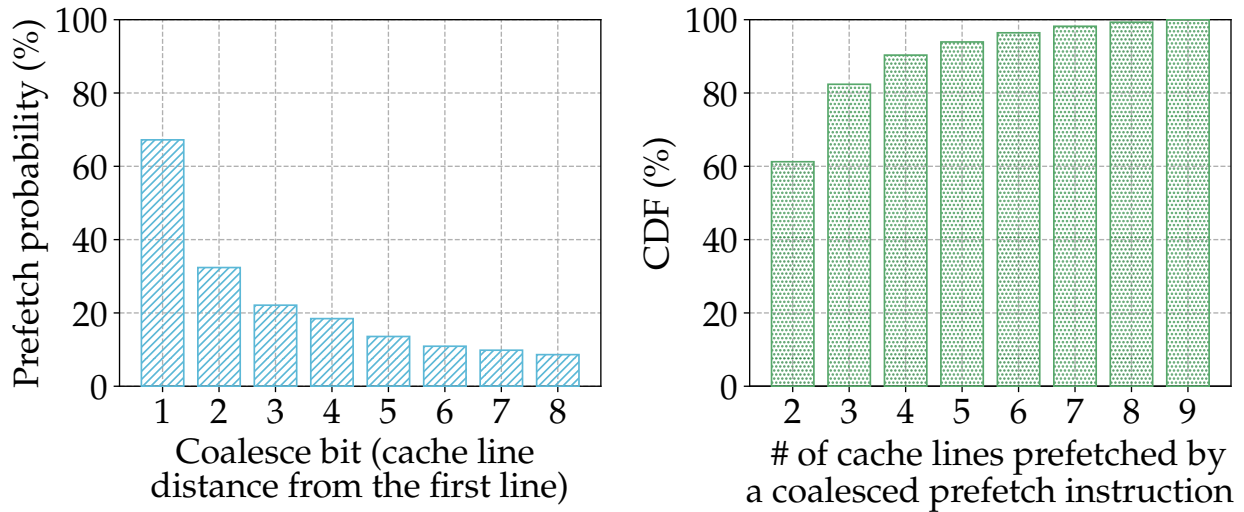 Prefetch probability (%)
100
80
60
40
20
0
1 2 3 4 5 6 7 8
Coalesce bit (cache line
distance from the first line)
CDF (%)
100
80
60
40
20
0
2 3 4 5 6 7 8 9
# of cache lines prefetched by
a coalesced prefetch instruction